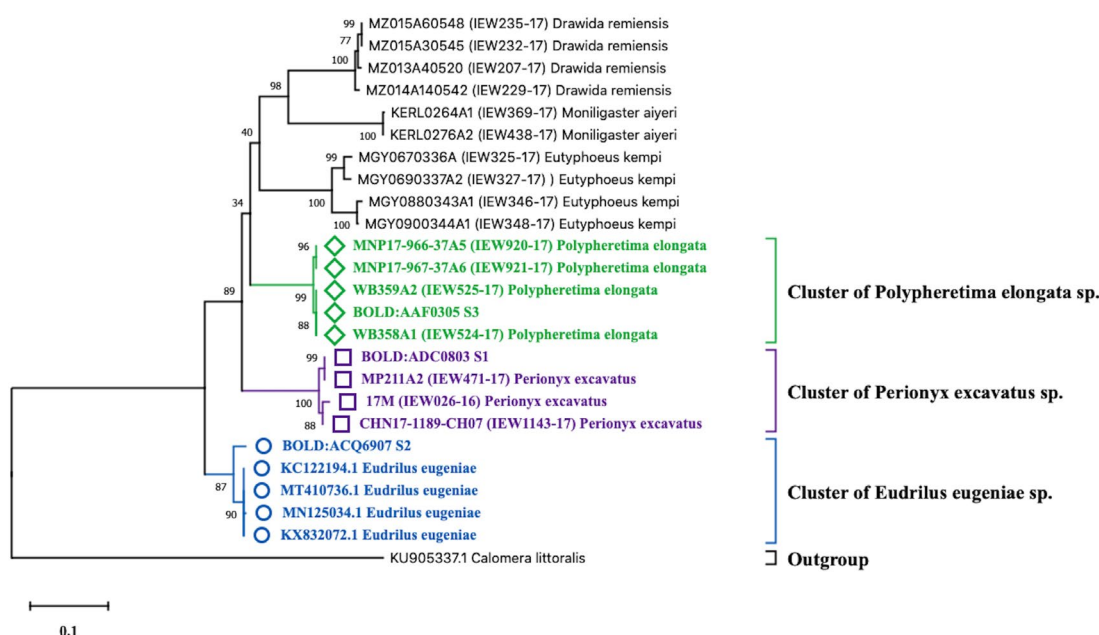 99
MZ015A60548 (IEW235-17) Drawida remiensis
77
MZ015A30545 (IEW232-17) Drawida remiensis
100
MZ013A40520 (IEW207-17) Drawida remiensis
MZ014A140542 (IEW229-17) Drawida remiensis
98
KERL0264A1 (IEW369-17) Moniligaster aiyeri
100
KERL0276A2 (IEW438-17) Moniligaster aiyeri
40
99
MGY0670336A (IEW325-17) Eutyphoeus kempi
MGY0690337A2 (IEW327-17) ) Eutyphoeus kempi
100
MGY0880343A1 (IEW346-17) Eutyphoeus kempi
100
MGY0900344A1 (IEW348-17) Eutyphoeus kempi
34
96
MNP17-966-37A5 (IEW920-17) Polypheretima elongata
MNP17-967-37A6 (IEW921-17) Polypheretima elongata
99
WB359A2 (IEW525-17) Polypheretima elongata
BOLD:AAF0305 S3
88
WB358A1 (IEW524-17) Polypheretima elongata
Cluster of Polypheretima elongata sp.
89
99
BOLD:ADC0803 S1
MP211A2 (IEW471-17) Perionyx excavatus
100
17M (IEW026-16) Perionyx excavatus
88
CHN17-1189-CH07 (IEW1143-17) Perionyx excavatus
Cluster of Perionyx excavatus sp.
BOLD:ACQ6907 S2
87
KC122194.1 Eudrilus eugeniae
MT410736.1 Eudrilus eugeniae
90
MN125034.1 Eudrilus eugeniae
KX832072.1 Eudrilus eugeniae
Cluster of Eudrilus eugeniae sp.
KU905337.1 Calomera littoralis
Outgroup
0.1